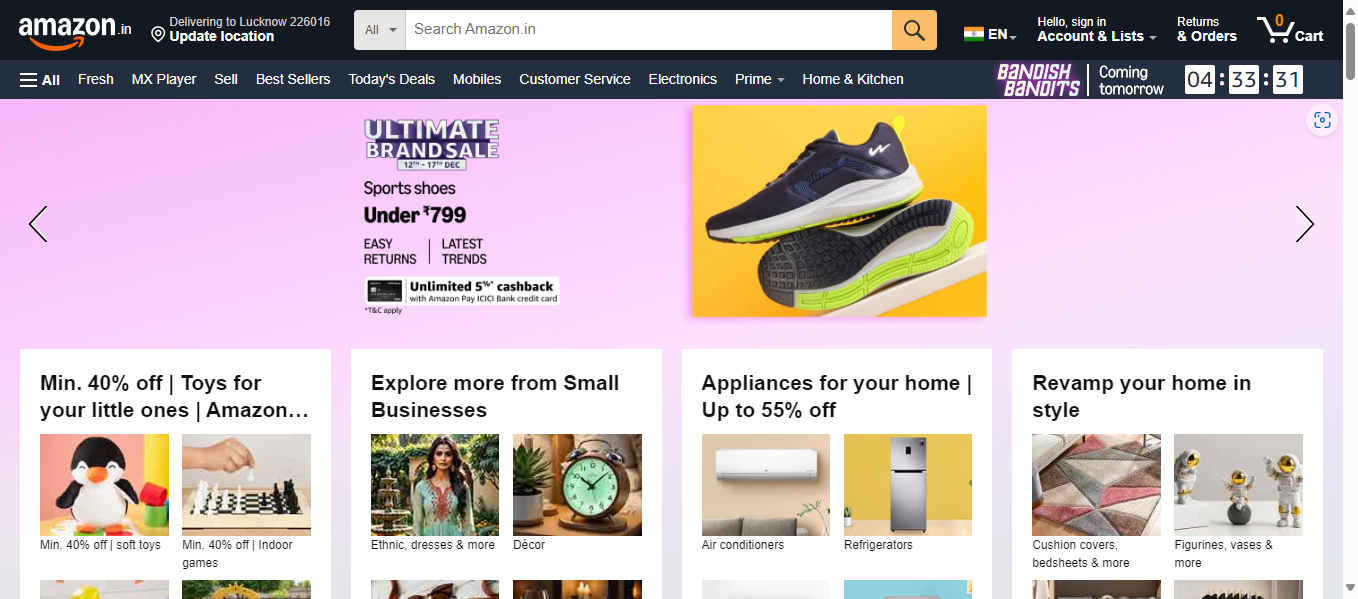 amazon.in
Delivering to Lucknow 226016
Update location
All
Search Amazon.in
EN
Hello, sign in
Account & Lists
Returns
& Orders
0
Cart
All
Fresh
MX Player
Sell
Best Sellers
Today's Deals
Mobiles
Customer Service
Electronics
Prime
Home & Kitchen
BANDISH
BANDITS
Coming
tomorrow
04 : 33 : 31
ULTIMATE
BRAND SALE
12TH - 17TH DEC
Sports shoes
Under ₹799
EASY
RETURNS
LATEST
TRENDS
Unlimited 5%* cashback
with Amazon Pay ICICI Bank credit card
*T&C apply
Min. 40% off | Toys for
your little ones | Amazon…
Min. 40% off | soft toys
Min. 40% off | Indoor
games
Explore more from Small
Businesses
Ethnic, dresses & more
Décor
Appliances for your home |
Up to 55% off
Air conditioners
Refrigerators
Revamp your home in
style
Cushion covers,
bedsheets & more
Figurines, vases &
more